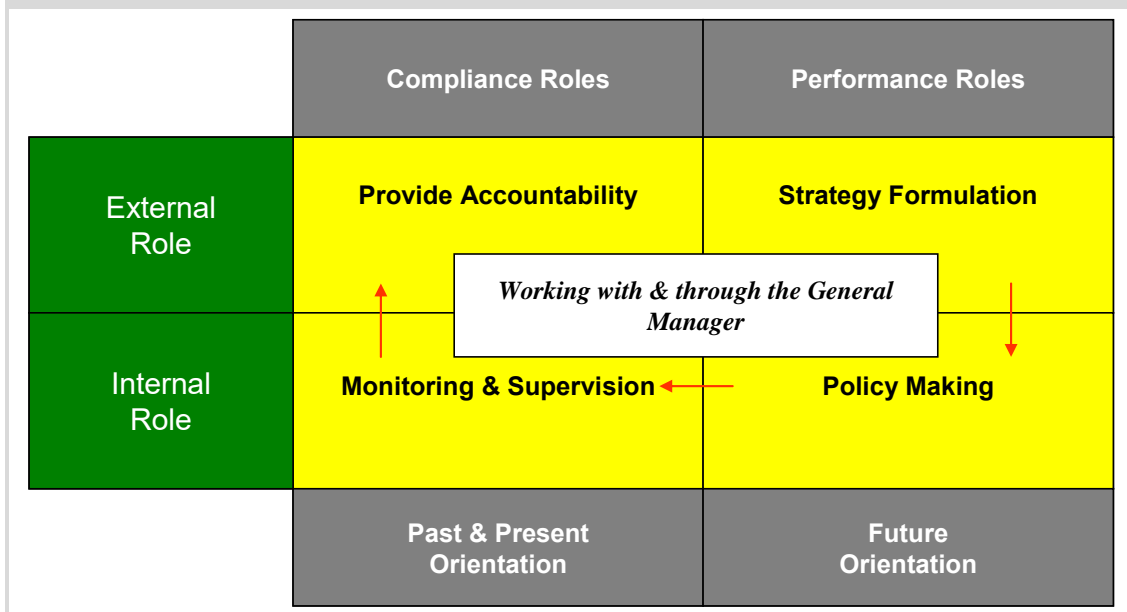 Compliance Roles
Performance Roles
External
Role
Provide Accountability
Strategy Formulation
Working with & through the General
Manager
Internal
Role
Monitoring & Supervision
Policy Making
Past & Present
Orientation
Future
Orientation